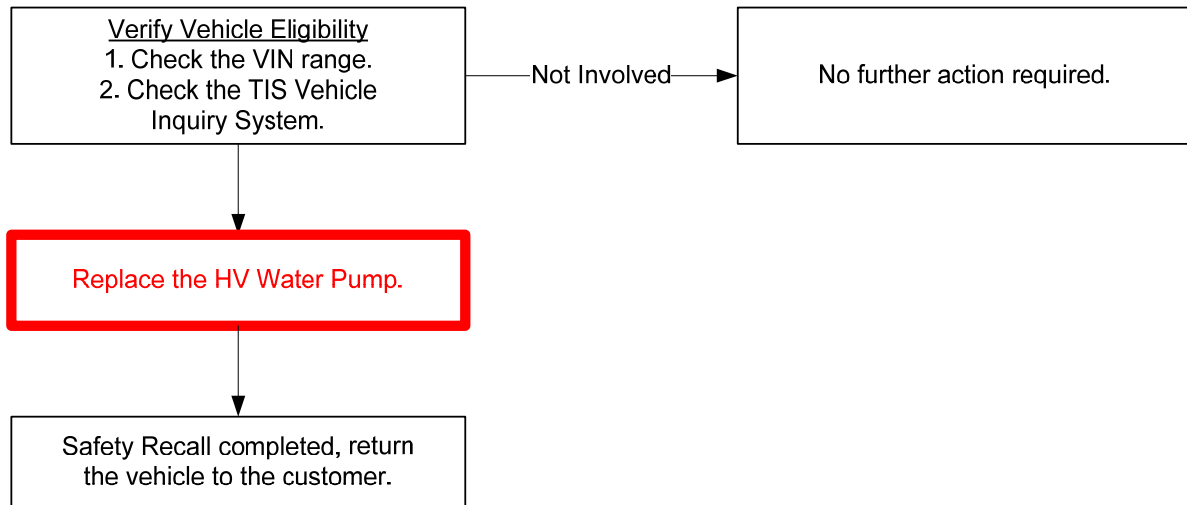 Verify Vehicle Eligibility
1. Check the VIN range.
2. Check the TIS Vehicle
Inquiry System.
Not Involved
No further action required.
Replace the HV Water Pump.
Safety Recall completed, return
the vehicle to the customer.